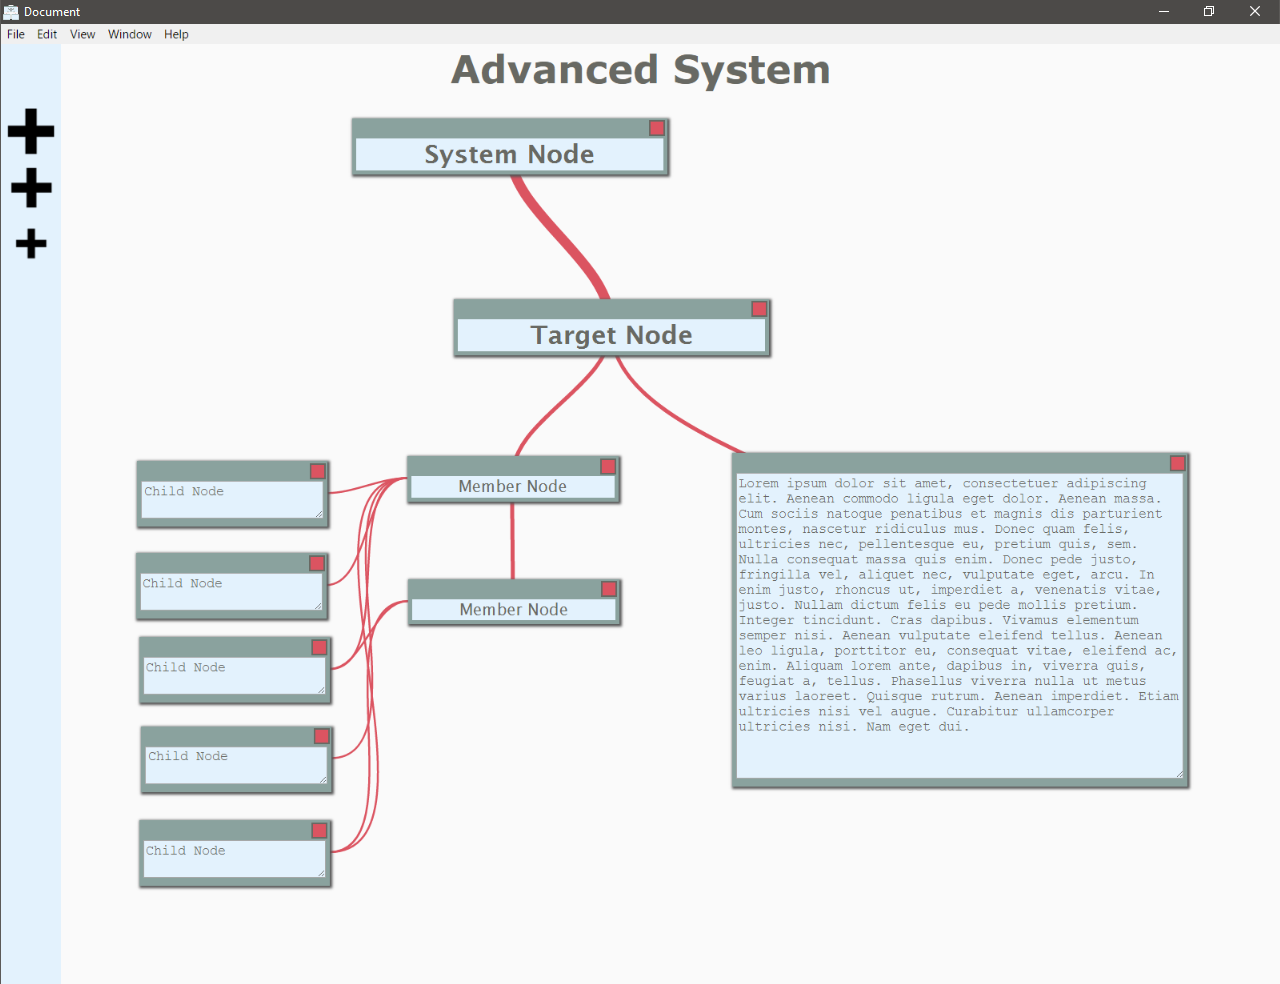 Document
File Edit View Window Help
Advanced System
System Node
Target Node
Child Node
Member Node
Child Node
Member Node
Child Node
Child Node
Child Node
Lorem ipsum dolor sit amet, consectetuer adipiscing
elit. Aenean commodo ligula eget dolor. Aenean massa.
Cum sociis natoque penatibus et magnis dis parturient
montes, nascetur ridiculus mus. Donec quam felis,
ultricies nec, pellentesque eu, pretium quis, sem.
Nulla consequat massa quis enim. Donec pede justo,
fringilla vel, aliquet nec, vulputate eget, arcu. In
enim justo, rhoncus ut, imperdiet a, venenatis vitae,
justo. Nullam dictum felis eu pede mollis pretium.
Integer tincidunt. Cras dapibus. Vivamus elementum
semper nisi. Aenean vulputate eleifend tellus. Aenean
leo ligula, porttitor eu, consequat vitae, eleifend ac,
enim. Aliquam lorem ante, dapibus in, viverra quis,
feugiat a, tellus. Phasellus viverra nulla ut metus
varius laoreet. Quisque rutrum. Aenean imperdiet. Etiam
ultricies nisi vel augue. Curabitur ullamcorper
ultricies nisi. Nam eget dui.